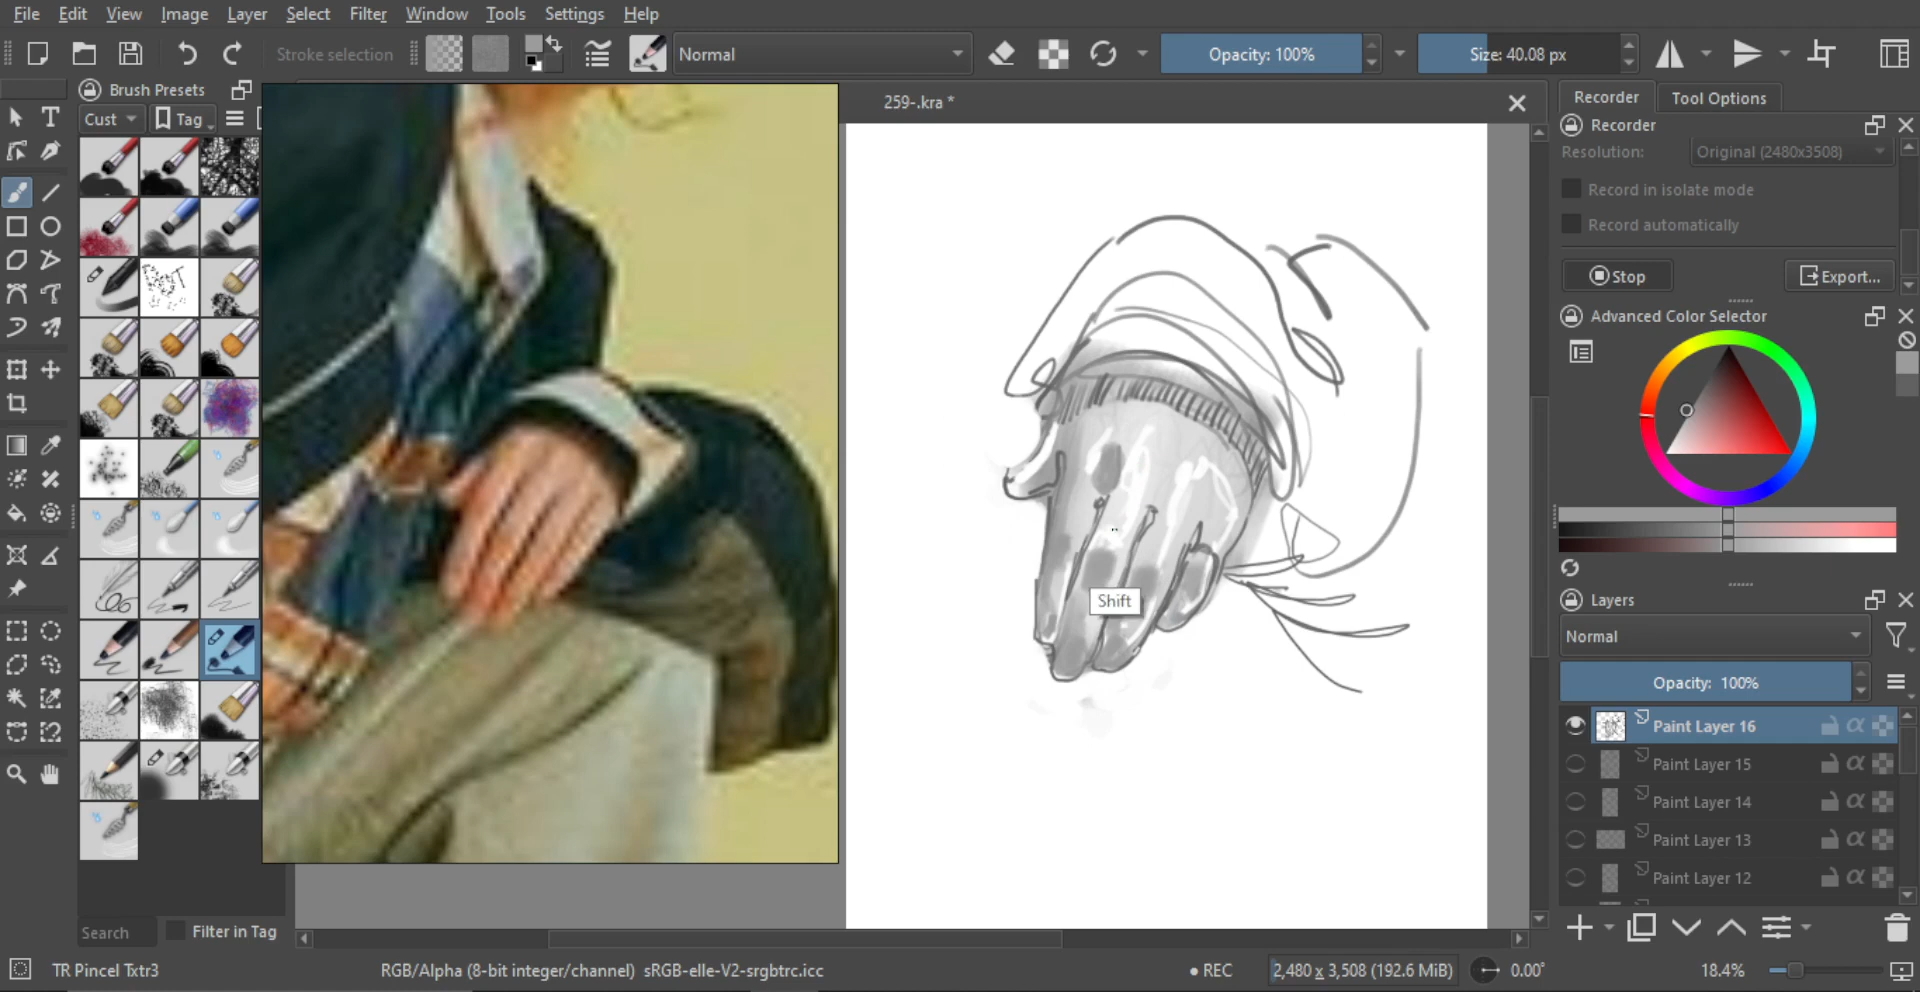 File Edit View Image Layer Select Filter Window Tools Settings Help
Stroke selection Normal Opacity: 100% Size: 40.08 px
Brush Presets
Cust Tag
259-.kra *
Recorder Tool Options
Recorder
Resolution: Original (2480x3508)
Record in isolate mode
Record automatically
Stop Export...
Advanced Color Selector
Shift
Layers
Normal
Opacity: 100%
Paint Layer 16
Paint Layer 15
Paint Layer 14
Paint Layer 13
Paint Layer 12
Search Filter in Tag
TR Pincel Txtr3 RGB/Alpha (8-bit integer/channel) sRGB-elle-V2-srgbtrc.icc REC 2,480 x 3,508 (192.6 MiB) 0.00° 18.4%